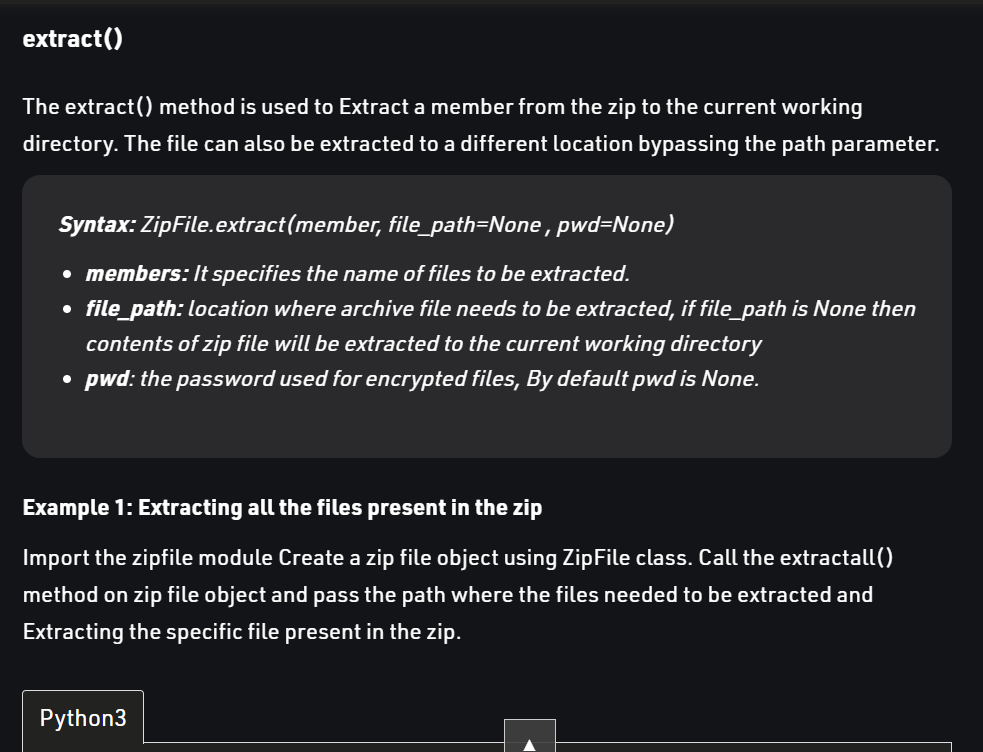 extract()
The extract() method is used to Extract a member from the zip to the current working
directory. The file can also be extracted to a different location bypassing the path parameter.
Syntax: ZipFile.extract(member, file_path=None , pwd=None)
• members: It specifies the name of files to be extracted.
• file_path: location where archive file needs to be extracted, if file_path is None then
contents of zip file will be extracted to the current working directory
• pwd: the password used for encrypted files, By default pwd is None.
Example 1: Extracting all the files present in the zip
Import the zipfile module Create a zip file object using ZipFile class. Call the extractall()
method on zip file object and pass the path where the files needed to be extracted and
Extracting the specific file present in the zip.
Python3